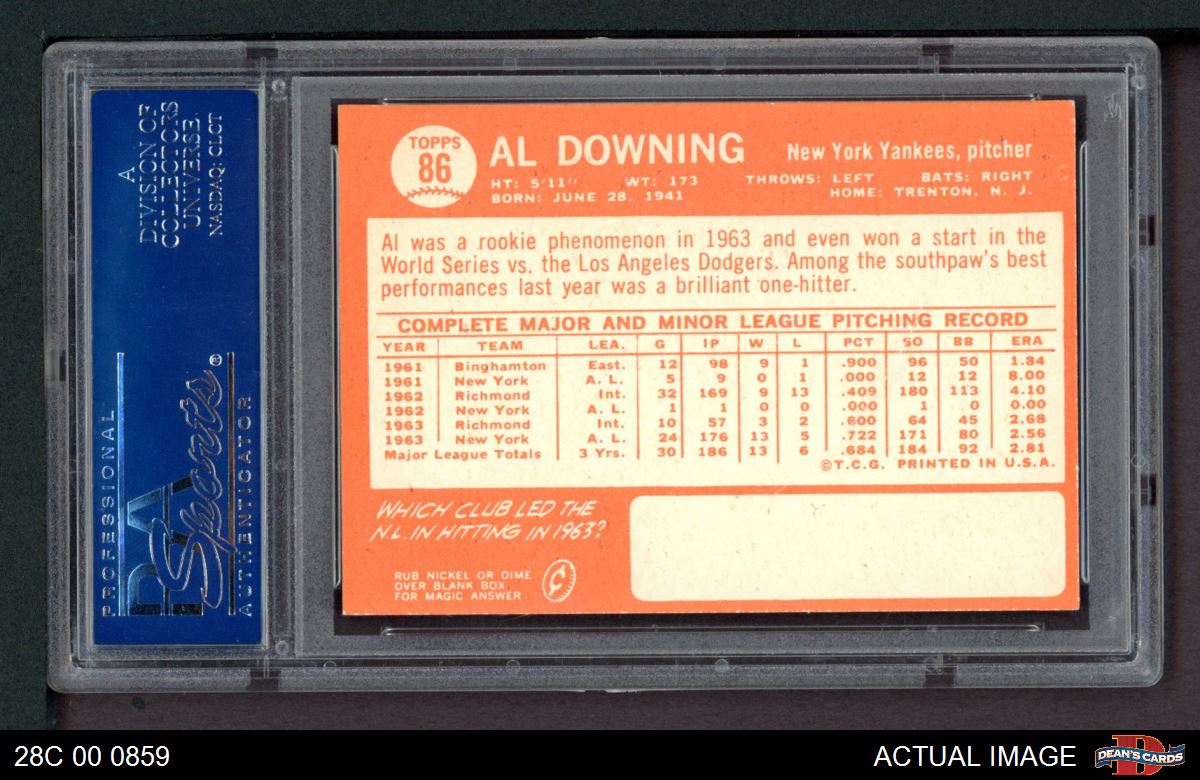 A
DIVISION OF
COLLECTORS
UNIVERSE
NASDAQ: CLCT
PROFESSIONAL
PSA
Sports®
AUTHENTICATOR
TOPPS
86
AL DOWNING
New York Yankees, pitcher
HT: 5'11" WT: 173 THROWS: LEFT BATS: RIGHT
BORN: JUNE 28, 1941 HOME: TRENTON, N. J.
Al was a rookie phenomenon in 1963 and even won a start in the
World Series vs. the Los Angeles Dodgers. Among the southpaw's best
performances last year was a brilliant one-hitter.
COMPLETE MAJOR AND MINOR LEAGUE PITCHING RECORD
YEAR TEAM LEA. G IP W L PCT SO BB ERA
1961 Binghamton East. 12 98 9 1 .900 96 50 1.84
1961 New York A. L. 5 9 0 1 .000 12 12 8.00
1962 Richmond Int. 32 169 9 13 .409 180 113 4.10
1962 New York A. L. 1 1 0 0 .000 1 0 0.00
1963 Richmond Int. 10 57 3 2 .600 64 45 2.68
1963 New York A. L. 24 176 13 5 .722 171 80 2.56
Major League Totals 3 Yrs. 30 186 13 6 .684 184 92 2.81
©T.C.G. PRINTED IN U.S.A.
WHICH CLUB LED THE
N.L. IN HITTING IN 1963?
RUB NICKEL OR DIME
OVER BLANK BOX
FOR MAGIC ANSWER
28C 00 0859
ACTUAL IMAGE
D
DEAN'S CARDS